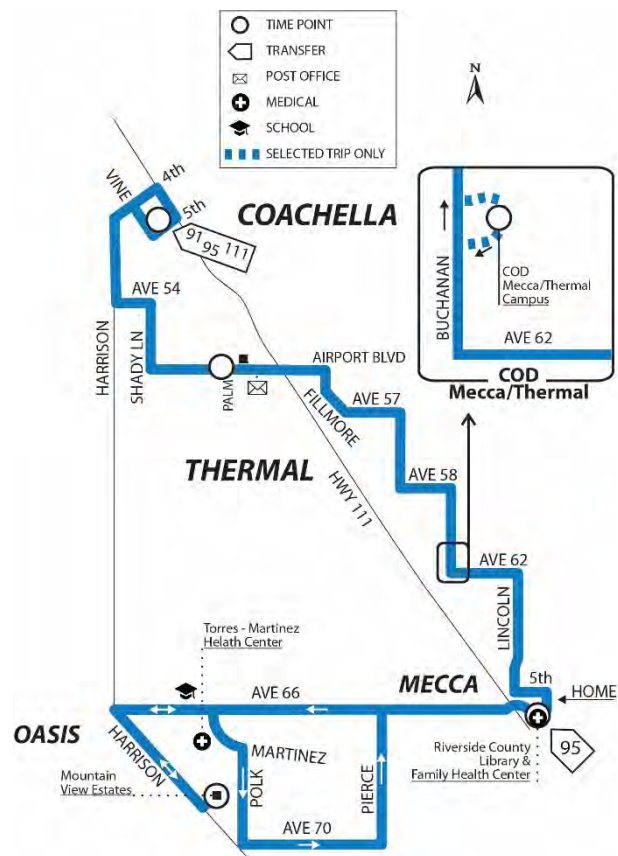 TIME POINT
TRANSFER
POST OFFICE
MEDICAL
SCHOOL
SELECTED TRIP ONLY
N
4th
VINE
5th
COACHELLA
91
95
111
AVE 54
HARRISON
SHADY LN
AIRPORT BLVD
PALM
FILLMORE
AVE 57
BUCHANAN
COD
Mecca/Thermal
Campus
AVE 62
COD
Mecca/Thermal
THERMAL
HWY 111
AVE 58
AVE 62
LINCOLN
Torres - Martinez
Helath Center
5th
HOME
MECCA
AVE 66
OASIS
HARRISON
MARTINEZ
95
Riverside County
Library &
Family Health Center
Mountain
View Estates
POLK
PIERCE
AVE 70